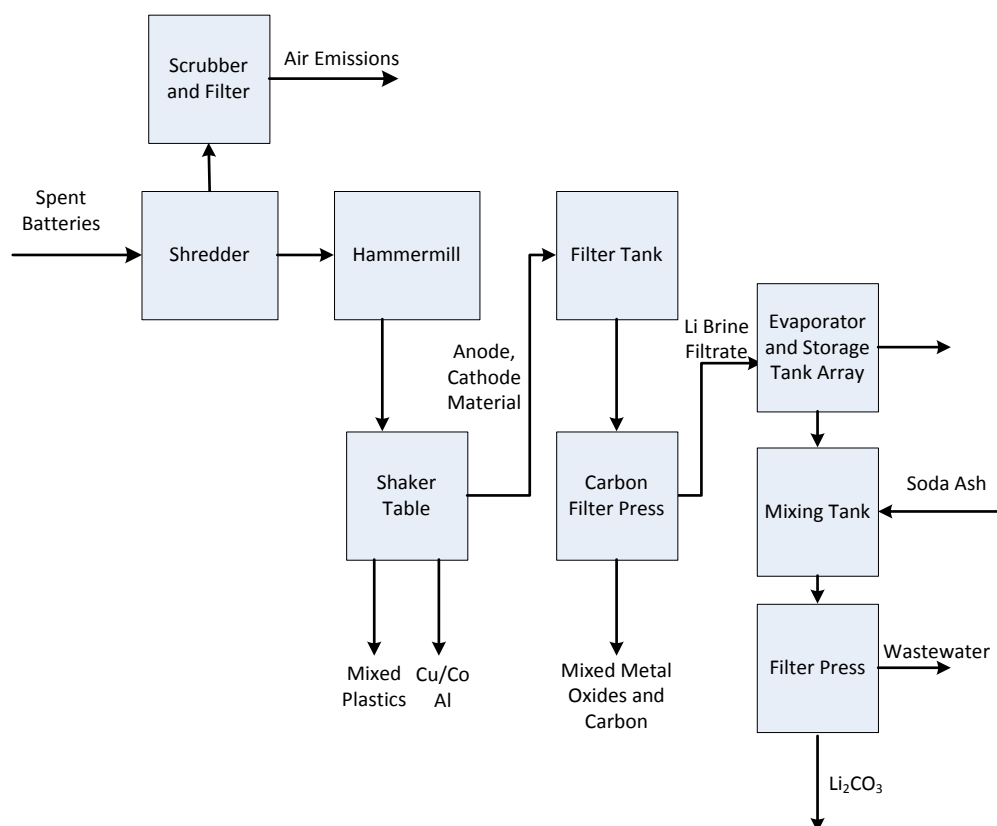 Scrubber
and Filter
Air Emissions
Spent
Batteries
Shredder
Hammermill
Filter Tank
Anode,
Cathode
Material
Li Brine
Filtrate
Evaporator
and Storage
Tank Array
Shaker
Table
Carbon
Filter Press
Soda Ash
Mixing Tank
Mixed
Plastics
Cu/Co
Al
Mixed Metal
Oxides and
Carbon
Filter Press
Wastewater
Li₂CO₃